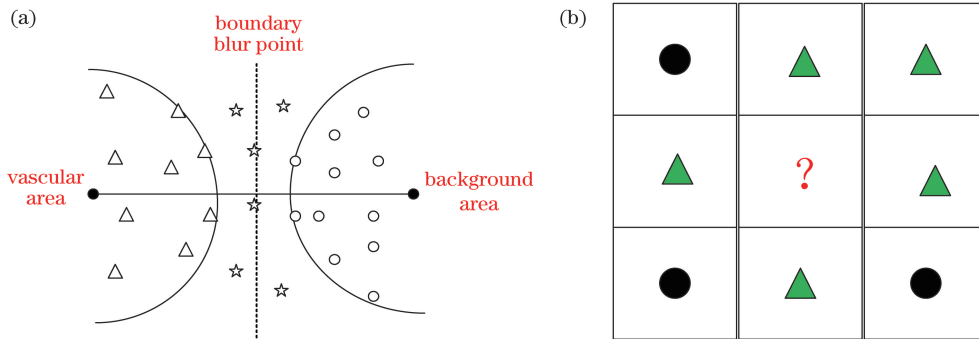 (a)
boundary
blur point
vascular
area
background
area
(b)
?